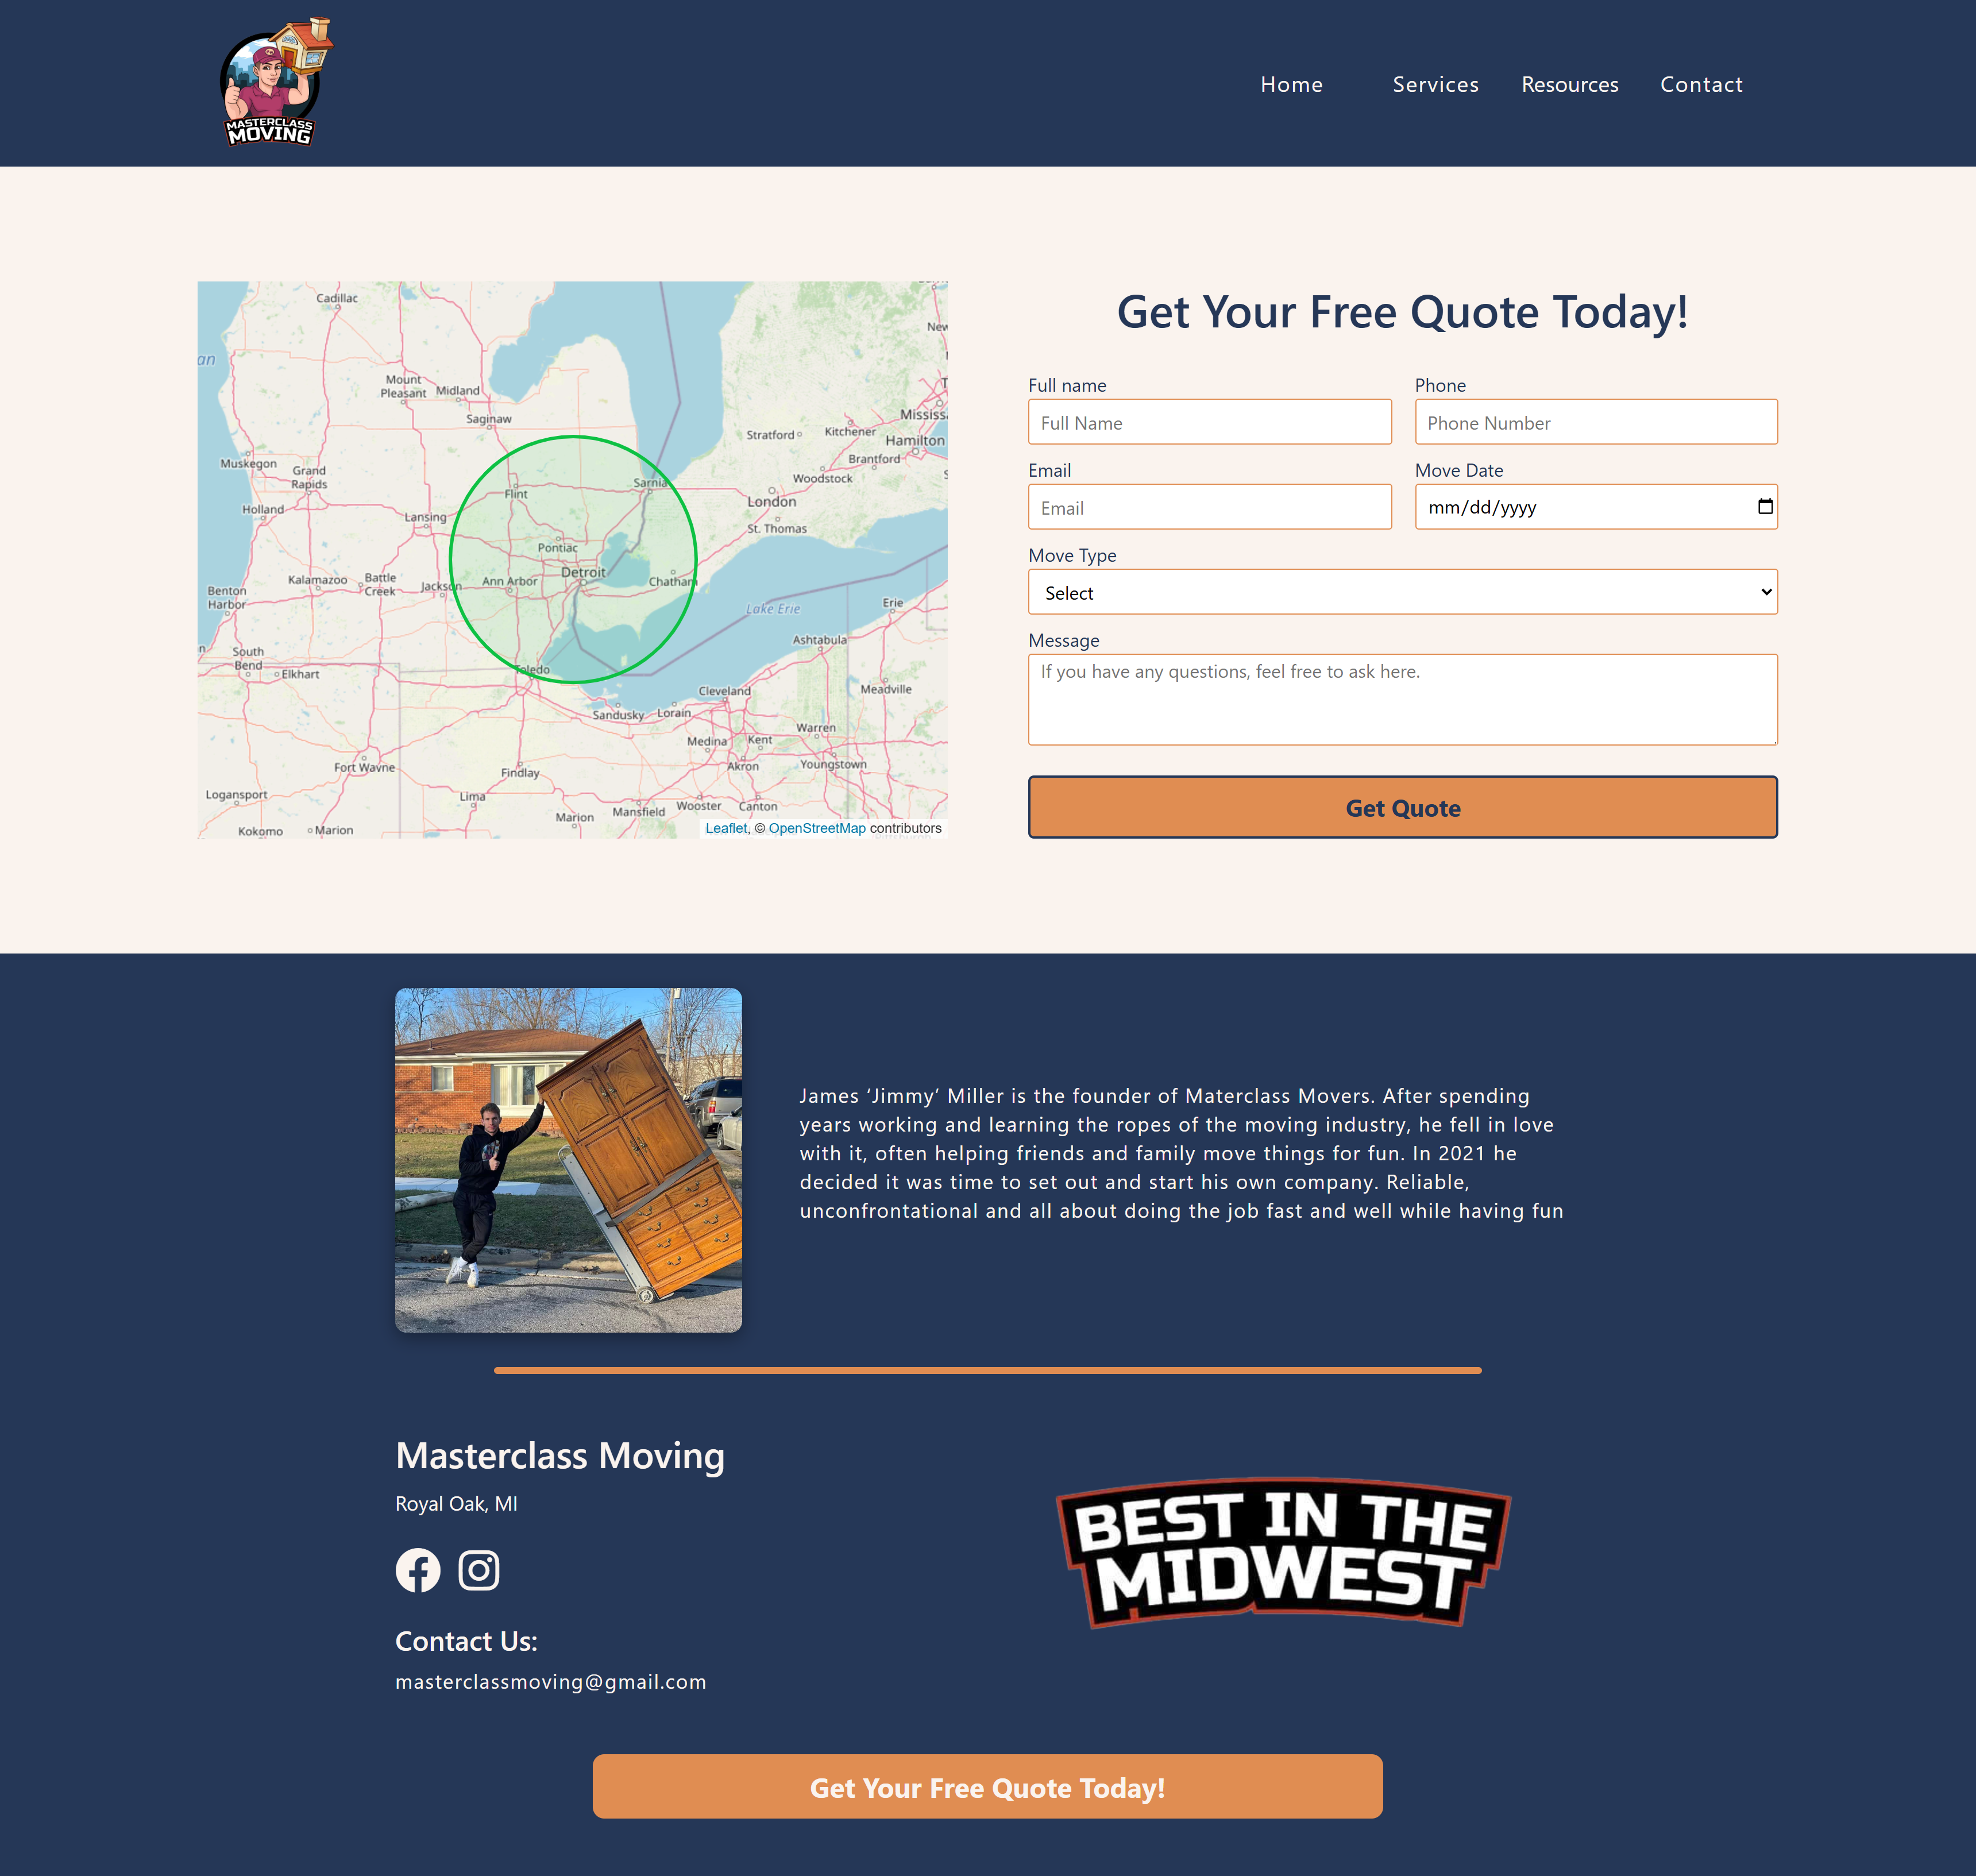 MASTERCLASS
MOVING
Home
Services
Resources
Contact
Cadillac
an
New
Mount
Pleasant
Midland
Saginaw
Mississa
Stratford
Kitchener
Hamilton
Brantford
Muskegon
Grand
Rapids
Woodstock
Sarnia
Flint
London
Holland
Lansing
St. Thomas
Pontiac
Detroit
Kalamazoo
Battle
Creek
Jackson
Ann Arbor
Chatham
Benton
Harbor
Lake Erie
Erie
Ashtabula
South
Bend
Elkhart
Toledo
Cleveland
Meadville
Sandusky
Lorain
Warren
Medina
Kent
Akron
Youngstown
Fort Wayne
Findlay
Logansport
Lima
Wooster
Canton
Marion
Mansfield
Kokomo
Marion
Leaflet, © OpenStreetMap contributors
Get Your Free Quote Today!
Full name
Phone
Full Name
Phone Number
Email
Move Date
Email
mm/dd/yyyy
Move Type
Select
Message
If you have any questions, feel free to ask here.
Get Quote
James ‘Jimmy’ Miller is the founder of Materclass Movers. After spending
years working and learning the ropes of the moving industry, he fell in love
with it, often helping friends and family move things for fun. In 2021 he
decided it was time to set out and start his own company. Reliable,
unconfrontational and all about doing the job fast and well while having fun
Masterclass Moving
Royal Oak, MI
Contact Us:
masterclassmoving@gmail.com
BEST IN THE
MIDWEST
Get Your Free Quote Today!